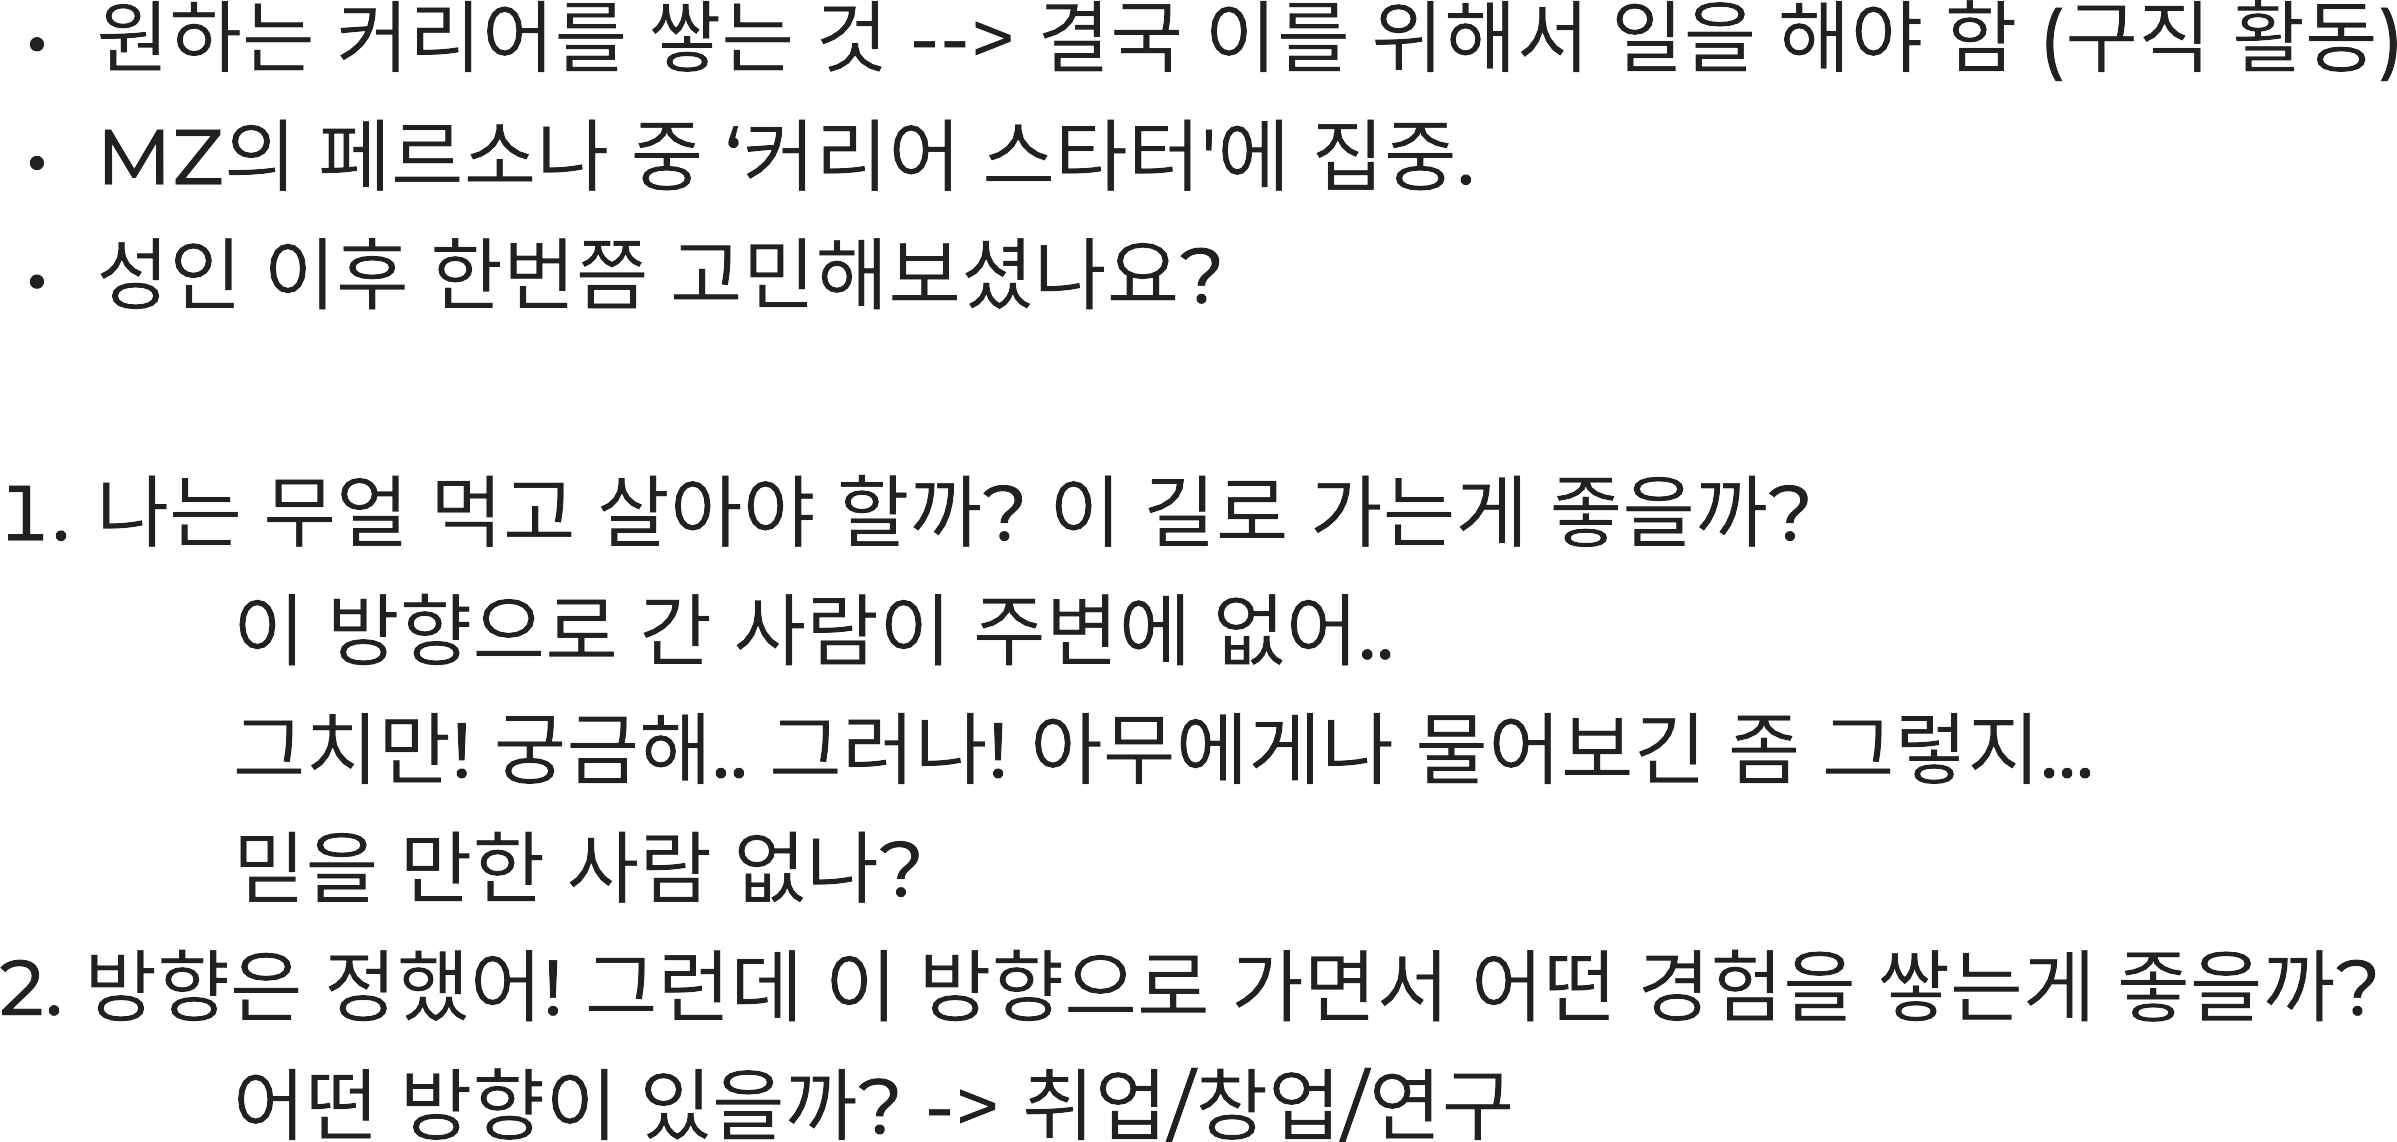 • 원하는 커리어를 쌓는 것 --> 결국 이를 위해서 일을 해야 함 (구직 활동)
• MZ의 페르소나 중 ‘커리어 스타터'에 집중.
• 성인 이후 한번쯤 고민해보셨나요?
1. 나는 무얼 먹고 살아야 할까? 이 길로 가는게 좋을까?
이 방향으로 간 사람이 주변에 없어..
그치만! 궁금해.. 그러나! 아무에게나 물어보긴 좀 그렇지...
믿을 만한 사람 없나?
2. 방향은 정했어! 그런데 이 방향으로 가면서 어떤 경험을 쌓는게 좋을까?
어떤 방향이 있을까? -> 취업/창업/연구